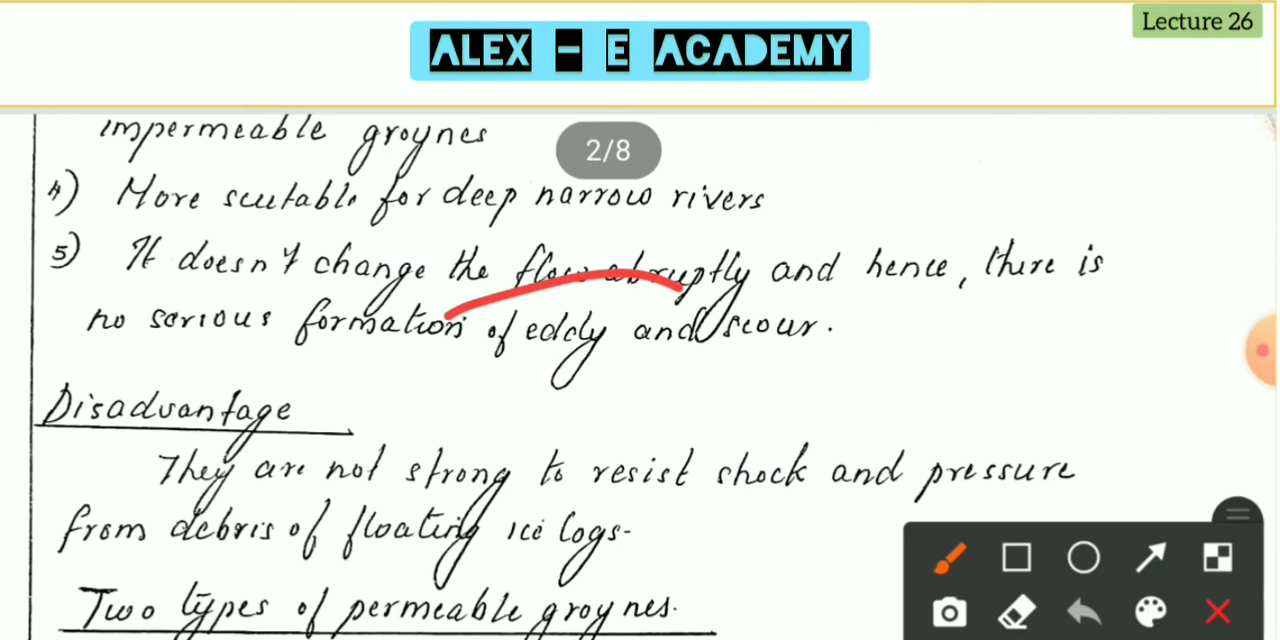 Lecture 26
ALEX - E ACADEMY
impermeable groynes
2/8
4) More suitable for deep narrow rivers
5) It doesn't change the flow abruptly and hence, there is
no serious formation of eddy and scour.
Disadvantage
They are not strong to resist shock and pressure
from debris of floating ice logs-
Two types of permeable groynes.